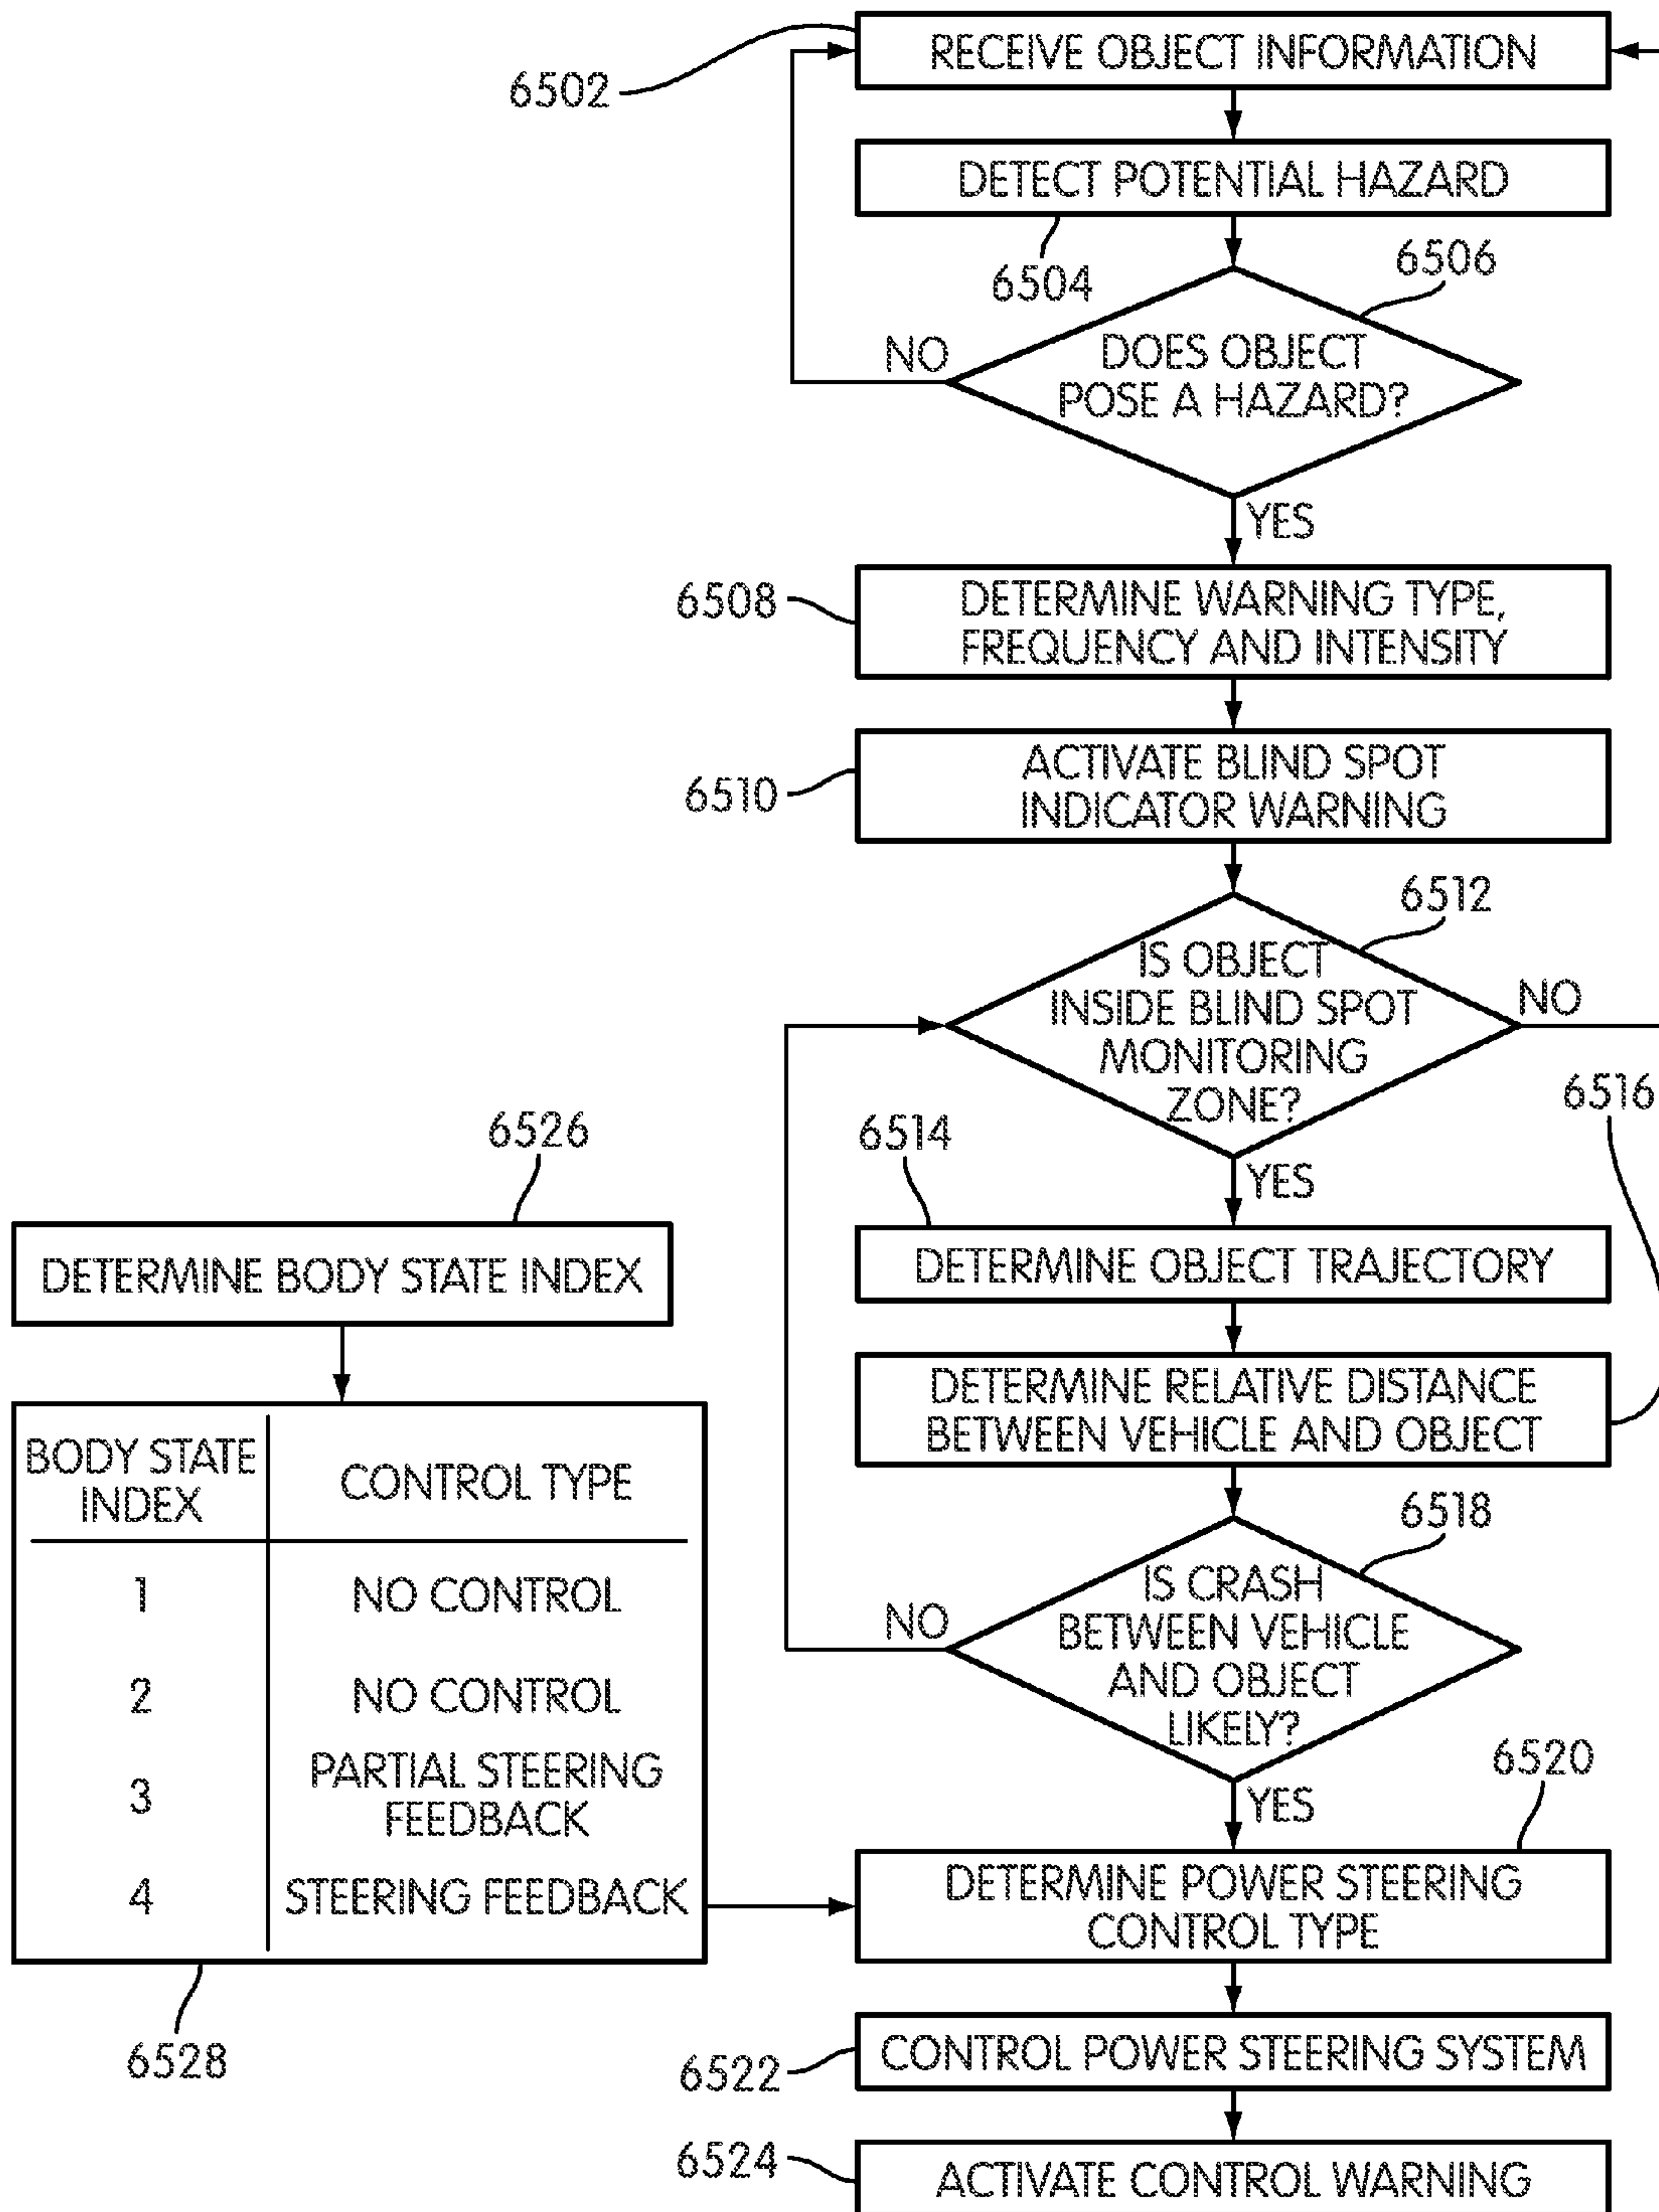 6502
RECEIVE OBJECT INFORMATION
DETECT POTENTIAL HAZARD
6504
6506
DOES OBJECT
POSE A HAZARD?
NO
YES
6508
DETERMINE WARNING TYPE,
FREQUENCY AND INTENSITY
6510
ACTIVATE BLIND SPOT
INDICATOR WARNING
6512
IS OBJECT
INSIDE BLIND SPOT
MONITORING
ZONE?
NO
YES
6514
6516
DETERMINE OBJECT TRAJECTORY
DETERMINE RELATIVE DISTANCE
BETWEEN VEHICLE AND OBJECT
6518
IS CRASH
BETWEEN VEHICLE
AND OBJECT
LIKELY?
NO
YES
6520
DETERMINE POWER STEERING
CONTROL TYPE
6522
CONTROL POWER STEERING SYSTEM
6524
ACTIVATE CONTROL WARNING
6526
DETERMINE BODY STATE INDEX
BODY STATE
INDEX
CONTROL TYPE
1 NO CONTROL
2 NO CONTROL
3 PARTIAL STEERING
FEEDBACK
4 STEERING FEEDBACK
6528